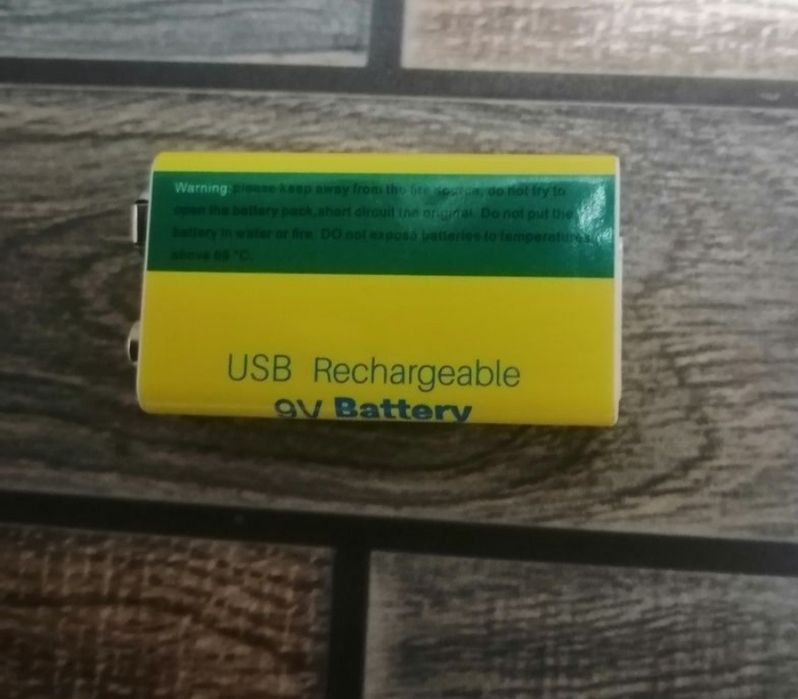 Warning:please keep away from the fire source, do not try to
open the battery pack,short circuit the original. Do not put the
battery in water or fire. DO not expose batteries to temperatures
above °C.
USB Rechargeable
9V Battery